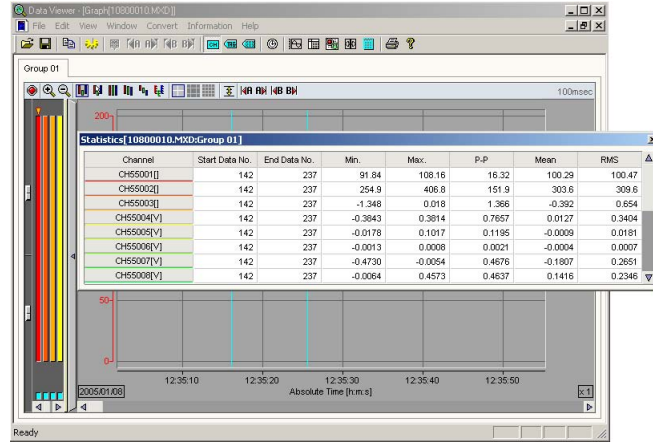 Data Viewer - [Graph[10800010.MXD]]
File Edit View Window Convert Information Help
Group 01
100msec
200
Statistics[10800010.MXD:Group 01]
Channel Start Data No. End Data No. Min. Max. P-P Mean RMS
CH55001[] 142 237 91.84 108.16 16.32 100.29 100.47
CH55002[] 142 237 254.9 406.8 151.9 303.6 309.6
CH55003[] 142 237 -1.348 0.018 1.366 -0.392 0.654
CH55004[V] 142 237 -0.3843 0.3814 0.7657 0.0127 0.3404
CH55005[V] 142 237 -0.0178 0.1017 0.1195 -0.0009 0.0181
CH55006[V] 142 237 -0.0013 0.0008 0.0021 -0.0004 0.0007
CH55007[V] 142 237 -0.4730 -0.0054 0.4676 -0.1807 0.2651
CH55008[V] 142 237 -0.0064 0.4573 0.4637 0.1416 0.2346
50
0
12:35:10 12:35:20 12:35:30 12:35:40 12:35:50
2005/01/08 Absolute Time [h:m:s] x 1
Ready